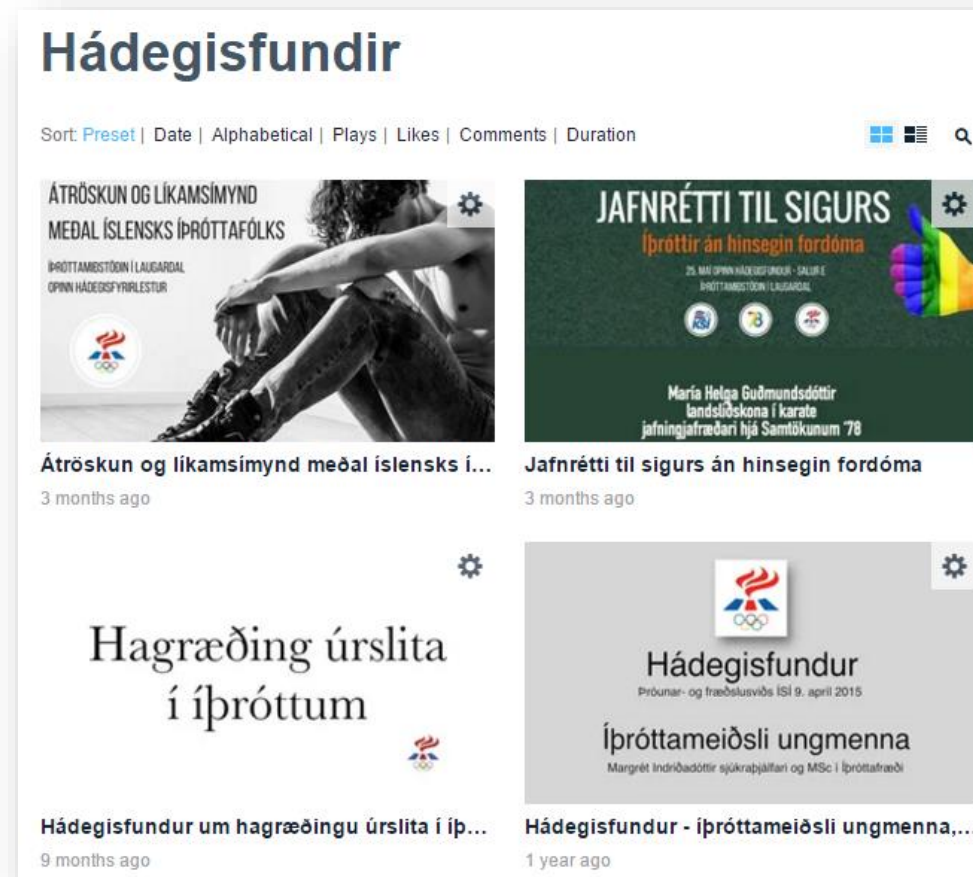 Hádegisfundir
Sort: Preset | Date | Alphabetical | Plays | Likes | Comments | Duration
ÁTRÖSKUN OG LÍKAMSÍMYND
MEÐAL ÍSLENSKS ÍÞRÓTTAFÓLKS
ÍÞRÓTTAMIÐSTÖÐIN Í LAUGARDAL
OPINN HÁDEGISFYRIRLESTUR
JAFNRÉTTI TIL SIGURS
Íþróttir án hinsegin fordóma
25. MAÍ OPINN HÁDEGISFUNDUR - SALUR E
ÍÞRÓTTAMIÐSTÖÐIN Í LAUGARDAL
KSÍ
78
María Helga Guðmundsdóttir
landsliðskona í karate
jafningjafræðari hjá Samtökunum '78
Átröskun og líkamsímynd meðal íslensks í...
Jafnrétti til sigurs án hinsegin fordóma
3 months ago
3 months ago
Hagræðing úrslita
í íþróttum
Hádegisfundur
Þróunar- og fræðslusviðs ÍSÍ 9. apríl 2015
Íþróttameiðsli ungmenna
Margrét Indriðadóttir sjúkraþjálfari og MSc í Íþróttafræði
Hádegisfundur um hagræðingu úrslita í íþ...
Hádegisfundur - íþróttameiðsli ungmenna,...
9 months ago
1 year ago